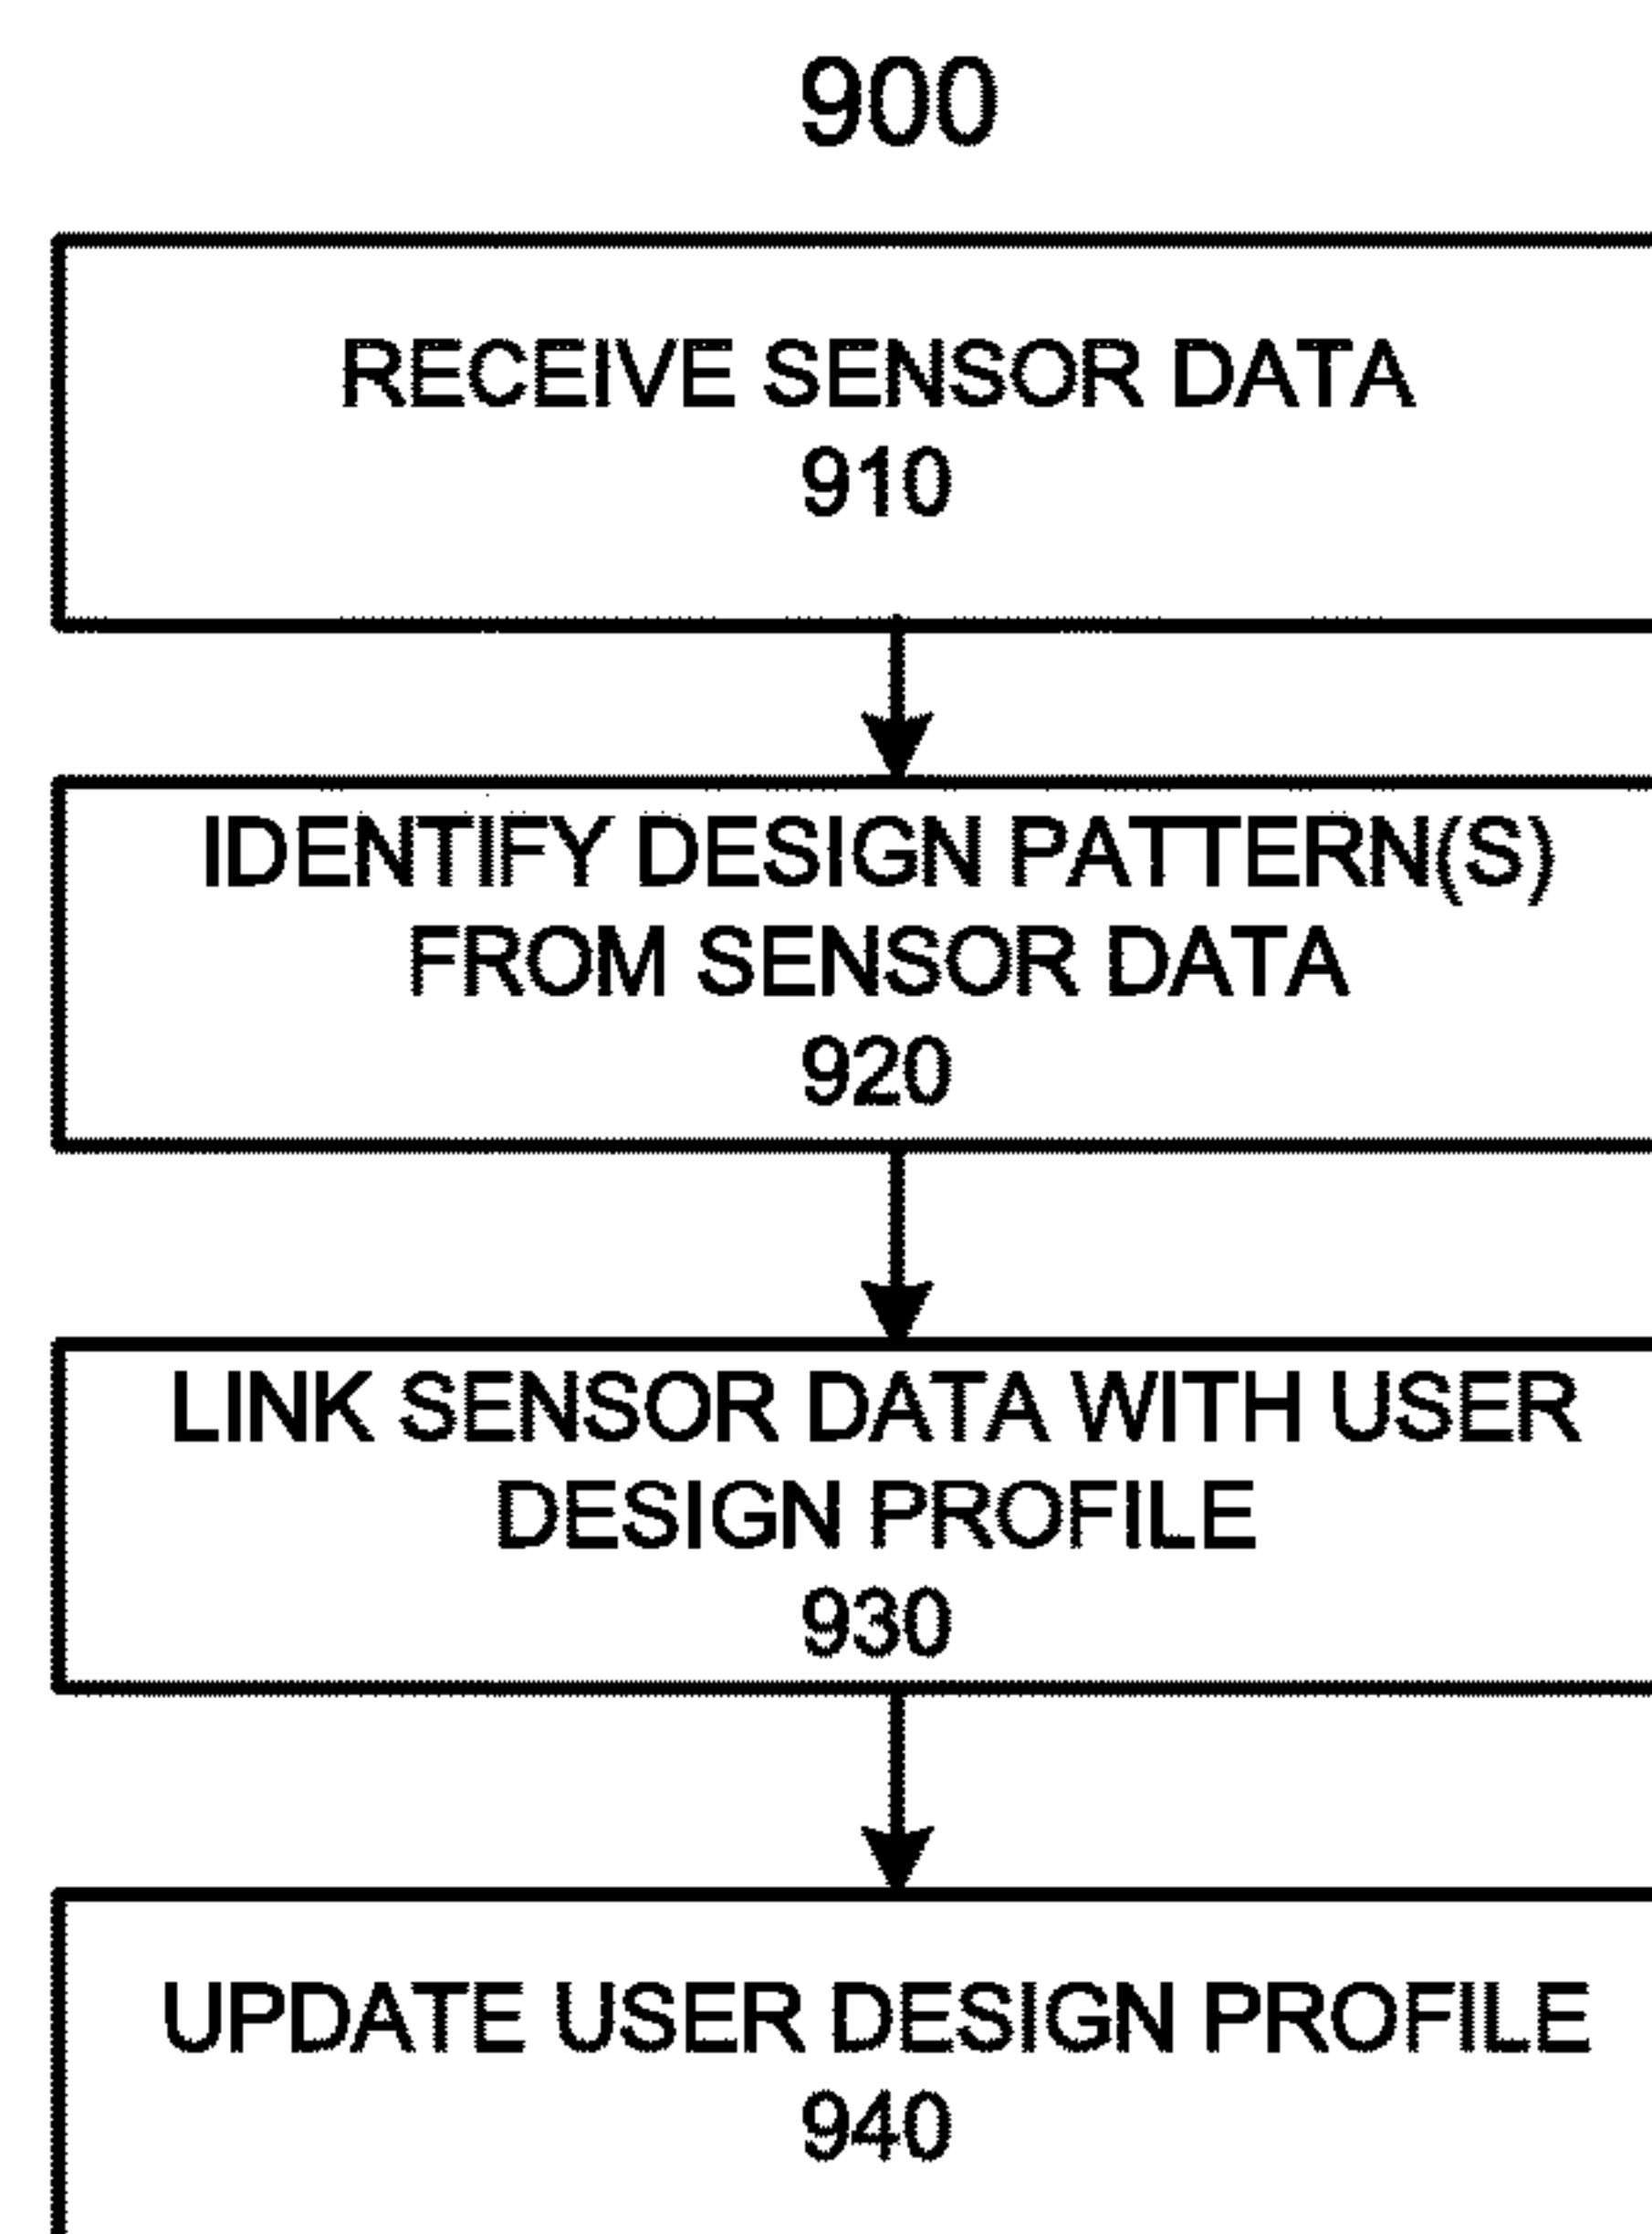 900
RECEIVE SENSOR DATA
910
IDENTIFY DESIGN PATTERN(S)
FROM SENSOR DATA
920
LINK SENSOR DATA WITH USER
DESIGN PROFILE
930
UPDATE USER DESIGN PROFILE
940